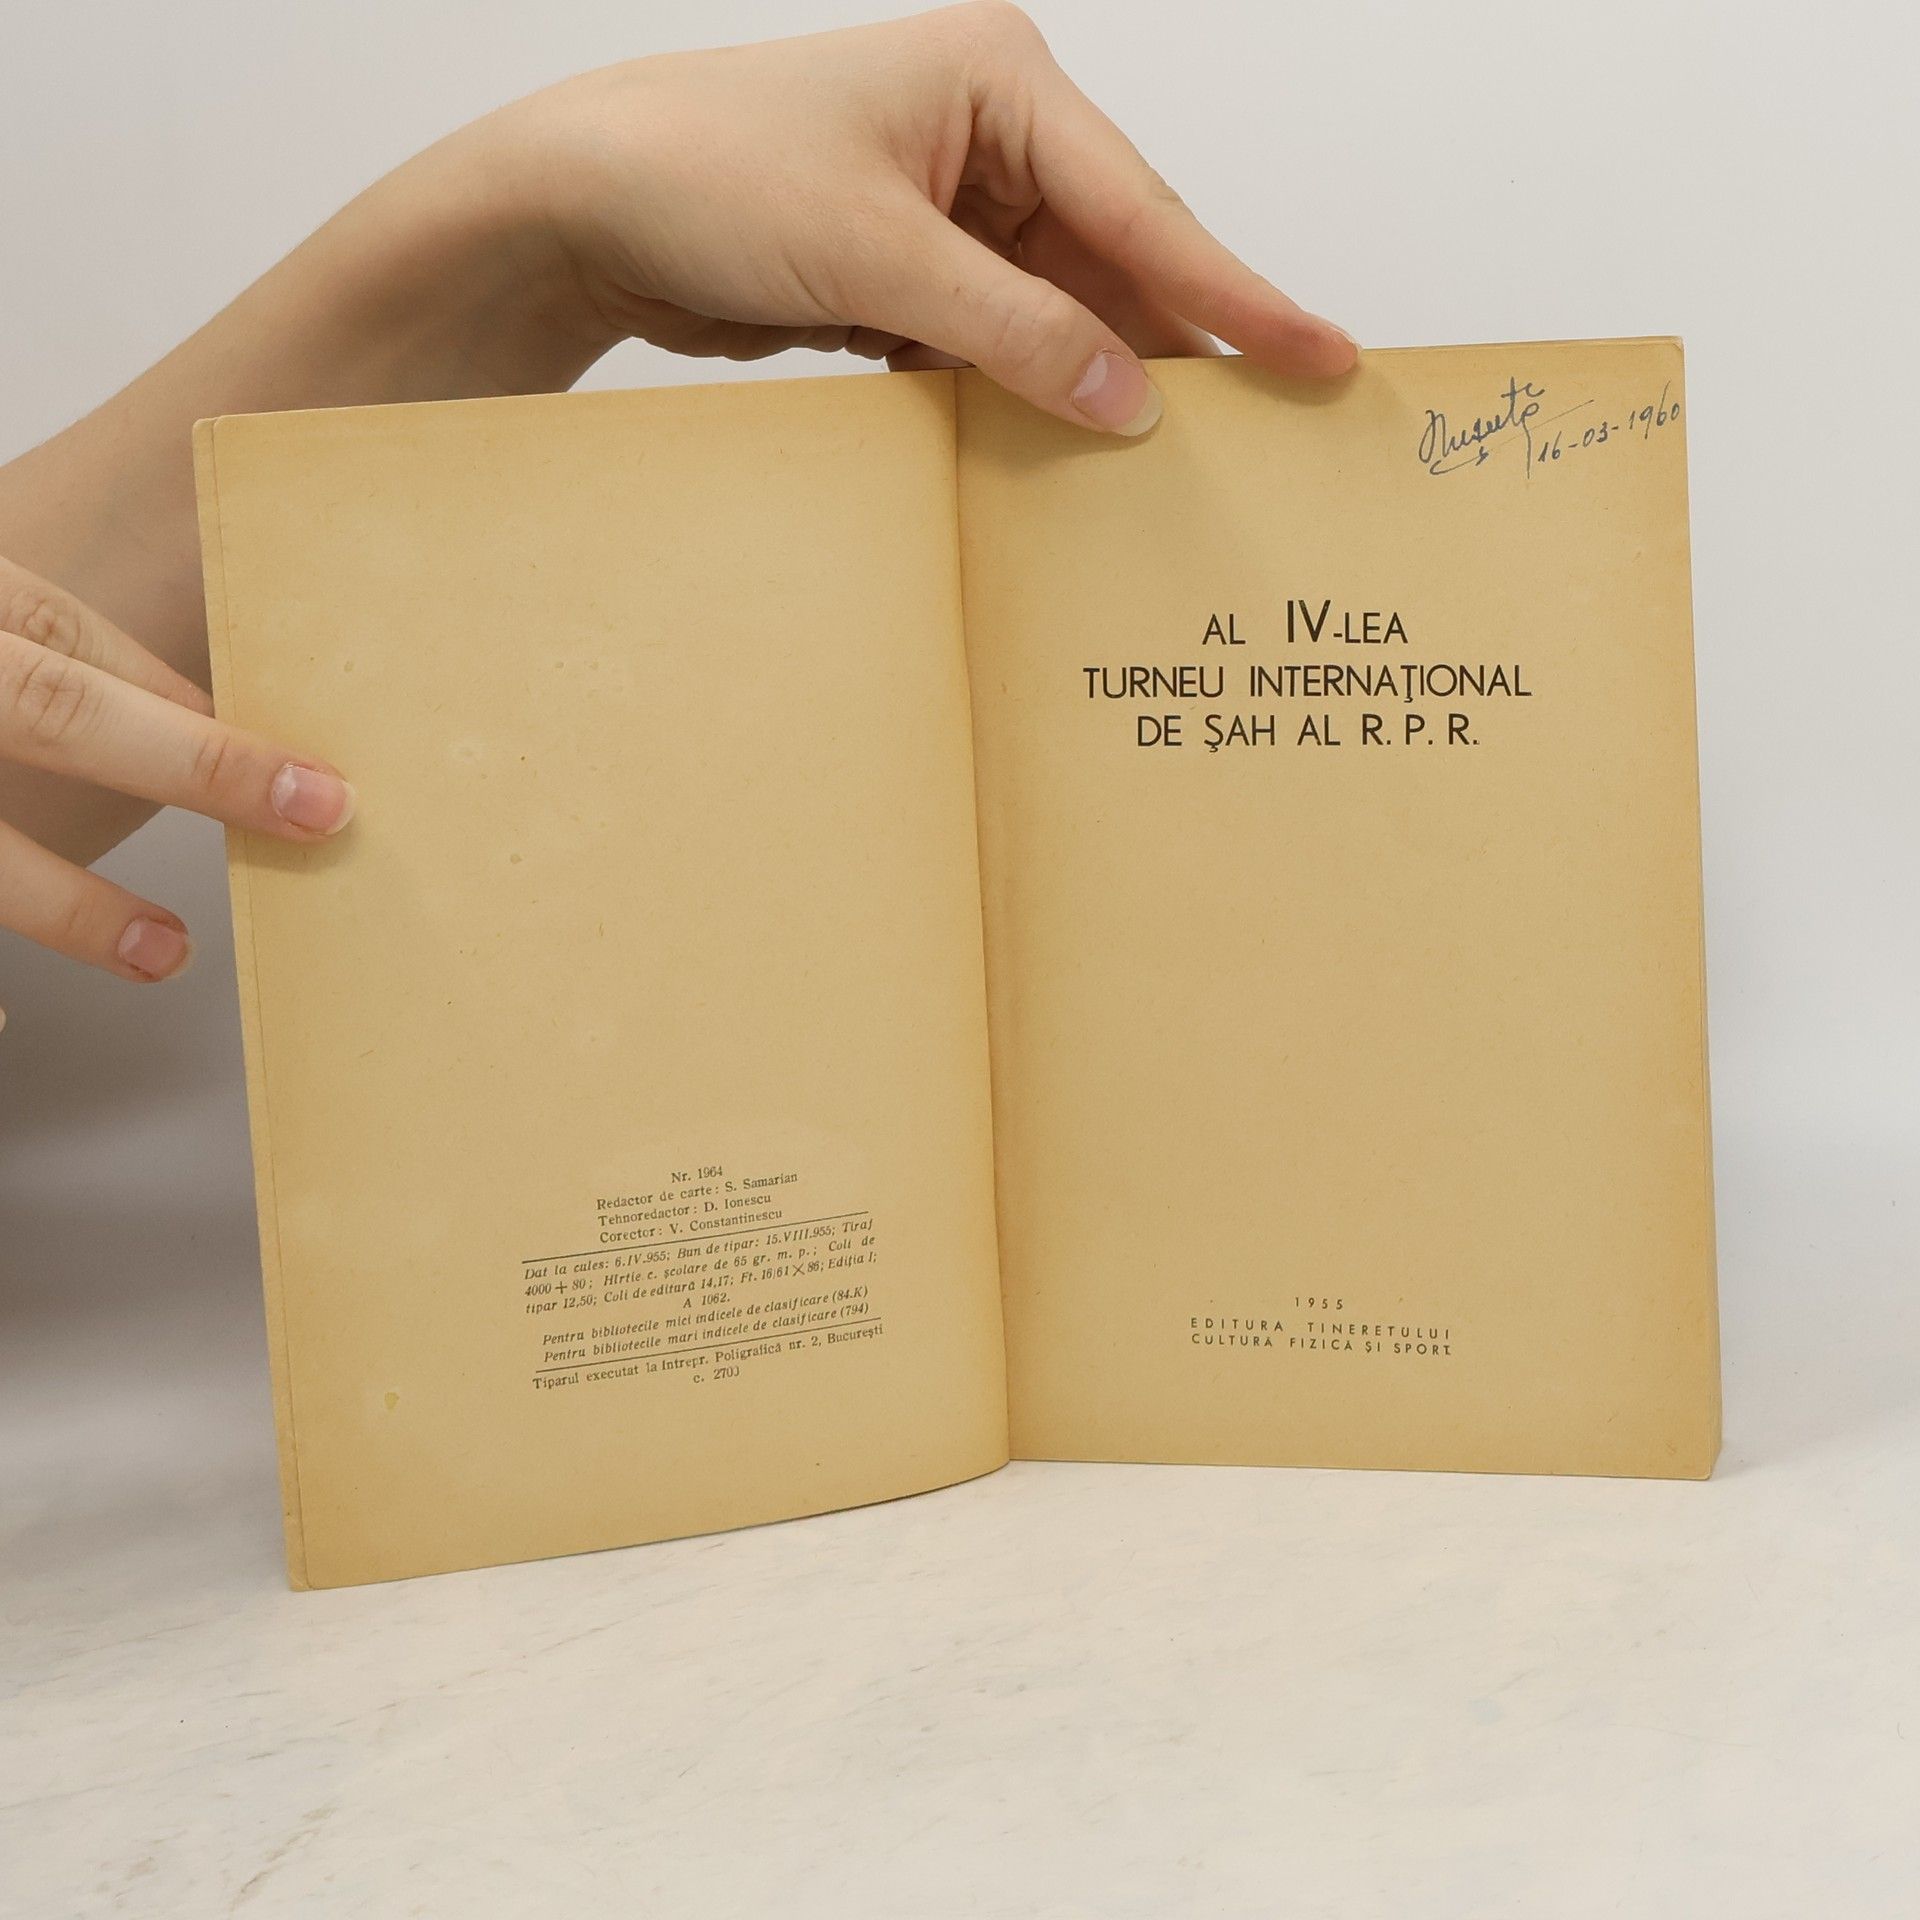 Nr. 1964
Redactor de carte: S. Samarian
Tehnoredactor: D. Ionescu
Corector: V. Constantinescu
Dat la cules: 6.IV.955; Bun de tipar: 15.VIII.955; Tiraj
4000 + 80; Hîrtie c. școlare de 65 gr. m. p.; Coli de
tipar 12,50; Coli de editură 14,17; Ft. 16/61×86; Ediția I;
A 1062.
Pentru bibliotecile mici indicele de clasificare (84.K)
Pentru bibliotecile mari indicele de clasificare (794)
Tiparul executat la Intrepr. Poligrafică nr. 2, București
c. 2703
16-03-1960
AL IV-LEA
TURNEU INTERNAŢIONAL
DE ŞAH AL R. P. R.
1955
EDITURA TINERETULUI
CULTURĂ FIZICĂ ŞI SPORT